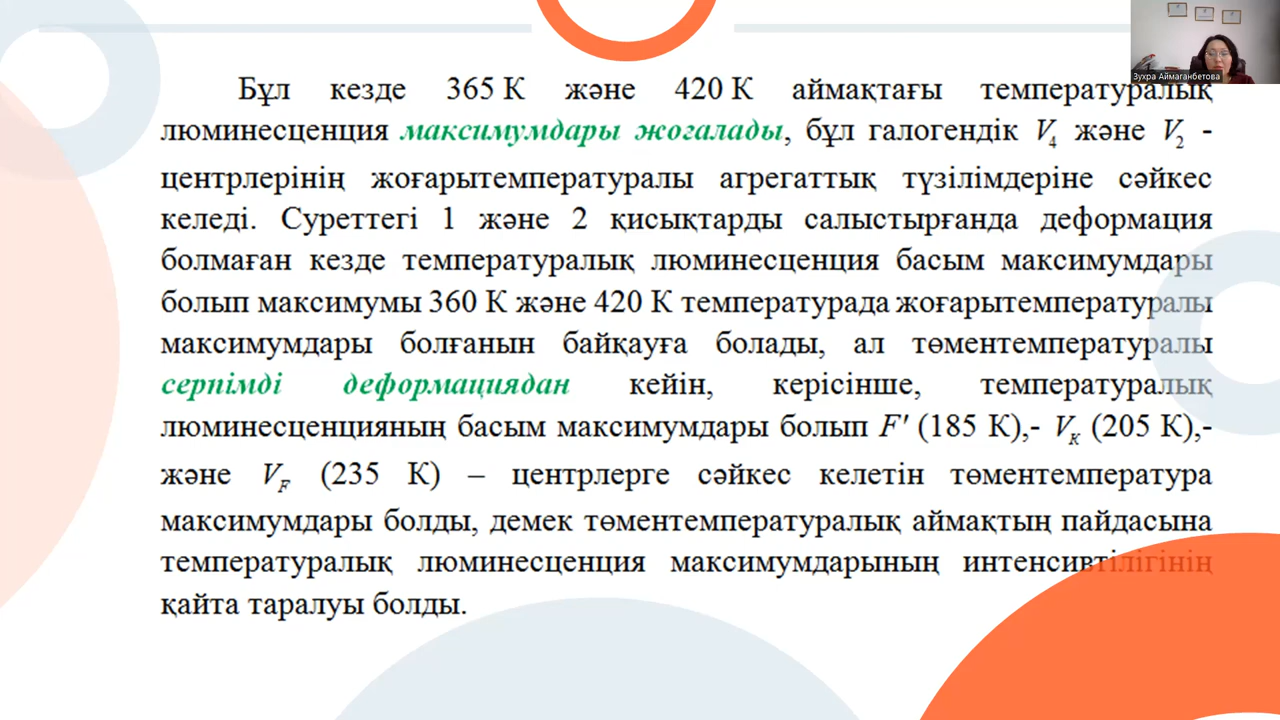 Зухра Аймаганбетова
Бұл кезде 365 К және 420 К аймақтағы температуралық
люминесценция максимумдары жоғалады, бұл галогендік V₄ және V₂ -
центрлерінің жоғарытемпературалы агрегаттық түзілімдеріне сәйкес
келеді. Суреттегі 1 және 2 қисықтарды салыстырғанда деформация
болмаған кезде температуралық люминесценция басым максимумдары
болып максимумы 360 К және 420 К температурада жоғарытемпературалы
максимумдары болғанын байқауға болады, ал төментемпературалы
серпімді деформациядан кейін, керісінше, температуралық
люминесценцияның басым максимумдары болып F' (185 К),- V_K (205 К),-
және V_F (235 К) – центрлерге сәйкес келетін төментемпература
максимумдары болды, демек төментемпературалық аймақтың пайдасына
температуралық люминесценция максимумдарының интенсивтілігінің
қайта таралуы болды.